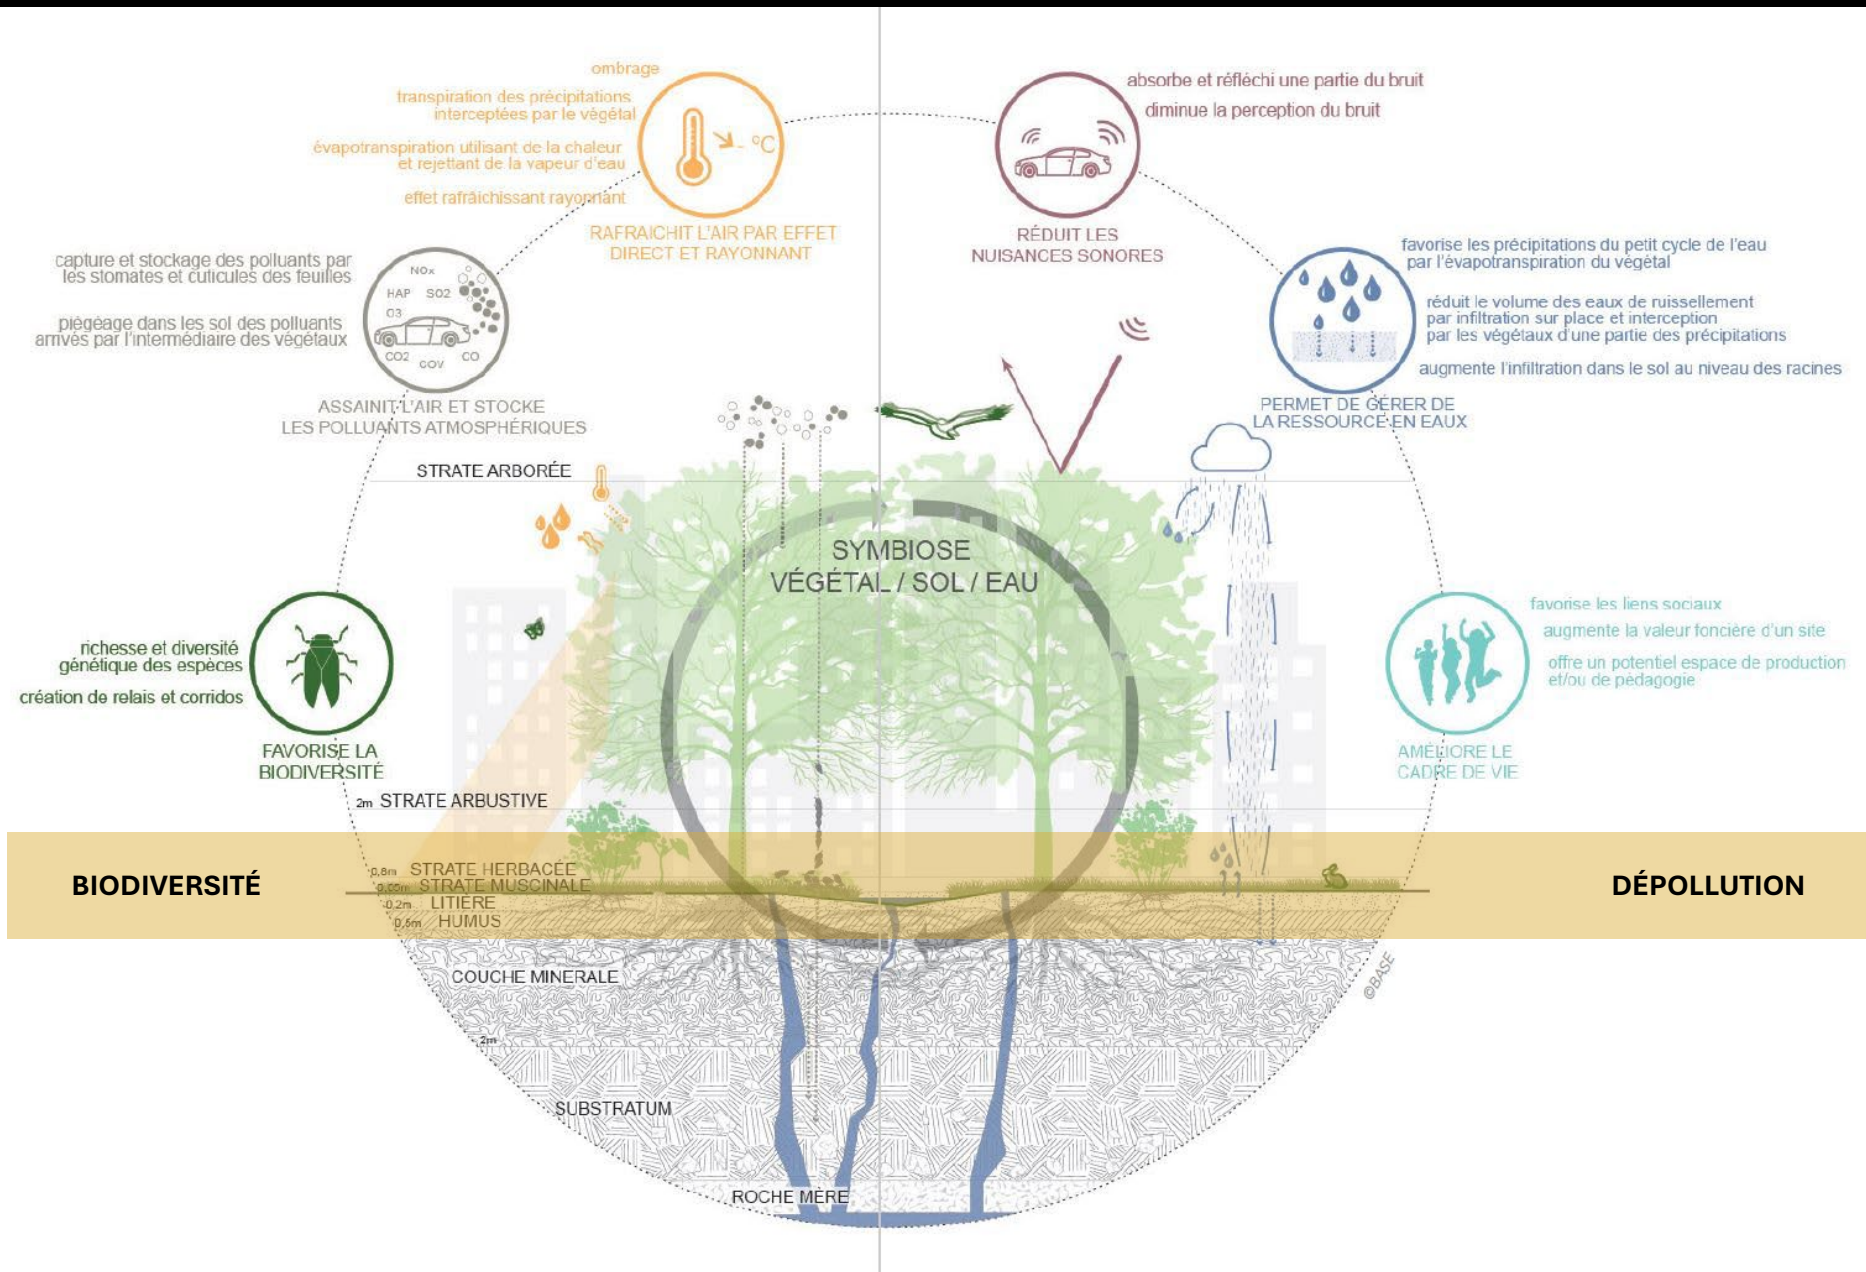 ombrage
transpiration des précipitations
interceptées par le végétal
évapotranspiration utilisant de la chaleur
et rejettant de la vapeur d'eau
effet rafraîchissant rayonnant
- °C
RAFRAICHIT L'AIR PAR EFFET
DIRECT ET RAYONNANT
absorbe et réfléchi une partie du bruit
diminue la perception du bruit
RÉDUIT LES
NUISANCES SONORES
capture et stockage des polluants par
les stomates et cuticules des feuilles
piégeage dans les sol des polluants
arrivés par l'intermédiaire des végétaux
NOx
HAP SO2
O3
CO2 CO
COV
ASSAINIT L'AIR ET STOCKE
LES POLLUANTS ATMOSPHÉRIQUES
favorise les précipitations du petit cycle de l'eau
par l'évapotranspiration du végétal
réduit le volume des eaux de ruissellement
par infiltration sur place et interception
par les végétaux d'une partie des précipitations
augmente l'infiltration dans le sol au niveau des racines
PERMET DE GÉRER DE
LA RESSOURCE EN EAUX
STRATE ARBORÉE
SYMBIOSE
VÉGÉTAL / SOL / EAU
richesse et diversité
génétique des espèces
création de relais et corridos
FAVORISE LA
BIODIVERSITÉ
favorise les liens sociaux
augmente la valeur foncière d'un site
offre un potentiel espace de production
et/ou de pédagogie
AMÉLIORE LE
CADRE DE VIE
2m STRATE ARBUSTIVE
BIODIVERSITÉ
DÉPOLLUTION
0,8m STRATE HERBACÉE
0,05m STRATE MUSCINALE
0,2m LITIÈRE
0,5m HUMUS
COUCHE MINERALE
©BASE
2m
SUBSTRATUM
ROCHE MÈRE